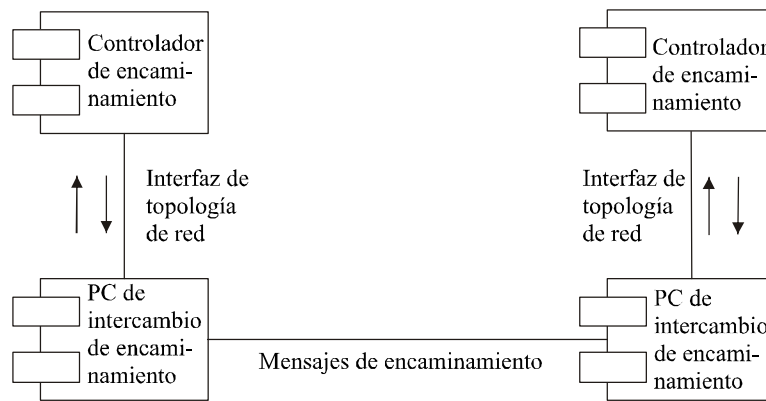 Controlador
de encami-
namiento
Controlador
de encami-
namiento
Interfaz de
topología
de red
Interfaz de
topología
de red
PC de
intercambio
de encami-
namiento
PC de
intercambio
de encami-
namiento
Mensajes de encaminamiento